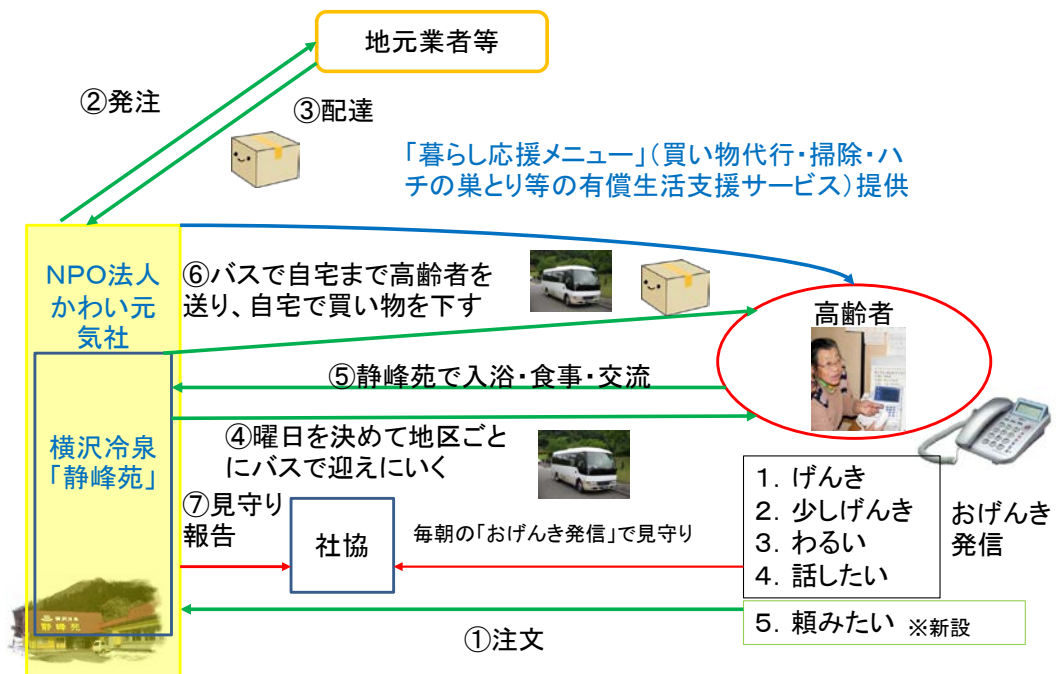 地元業者等
②発注
③配達
「暮らし応援メニュー」(買い物代行・掃除・ハ
チの巣とり等の有償生活支援サービス)提供
NPO法人
かわい元
気社
⑥バスで自宅まで高齢者を
送り、自宅で買い物を下す
高齢者
⑤静峰苑で入浴・食事・交流
横沢冷泉
「静峰苑」
④曜日を決めて地区ごと
にバスで迎えにいく
⑦見守り
報告
社協
毎朝の「おげんき発信」で見守り
1. げんき
2. 少しげんき
3. わるい
4. 話したい
おげんき
発信
5. 頼みたい ※新設
①注文
横沢冷泉
静峰苑